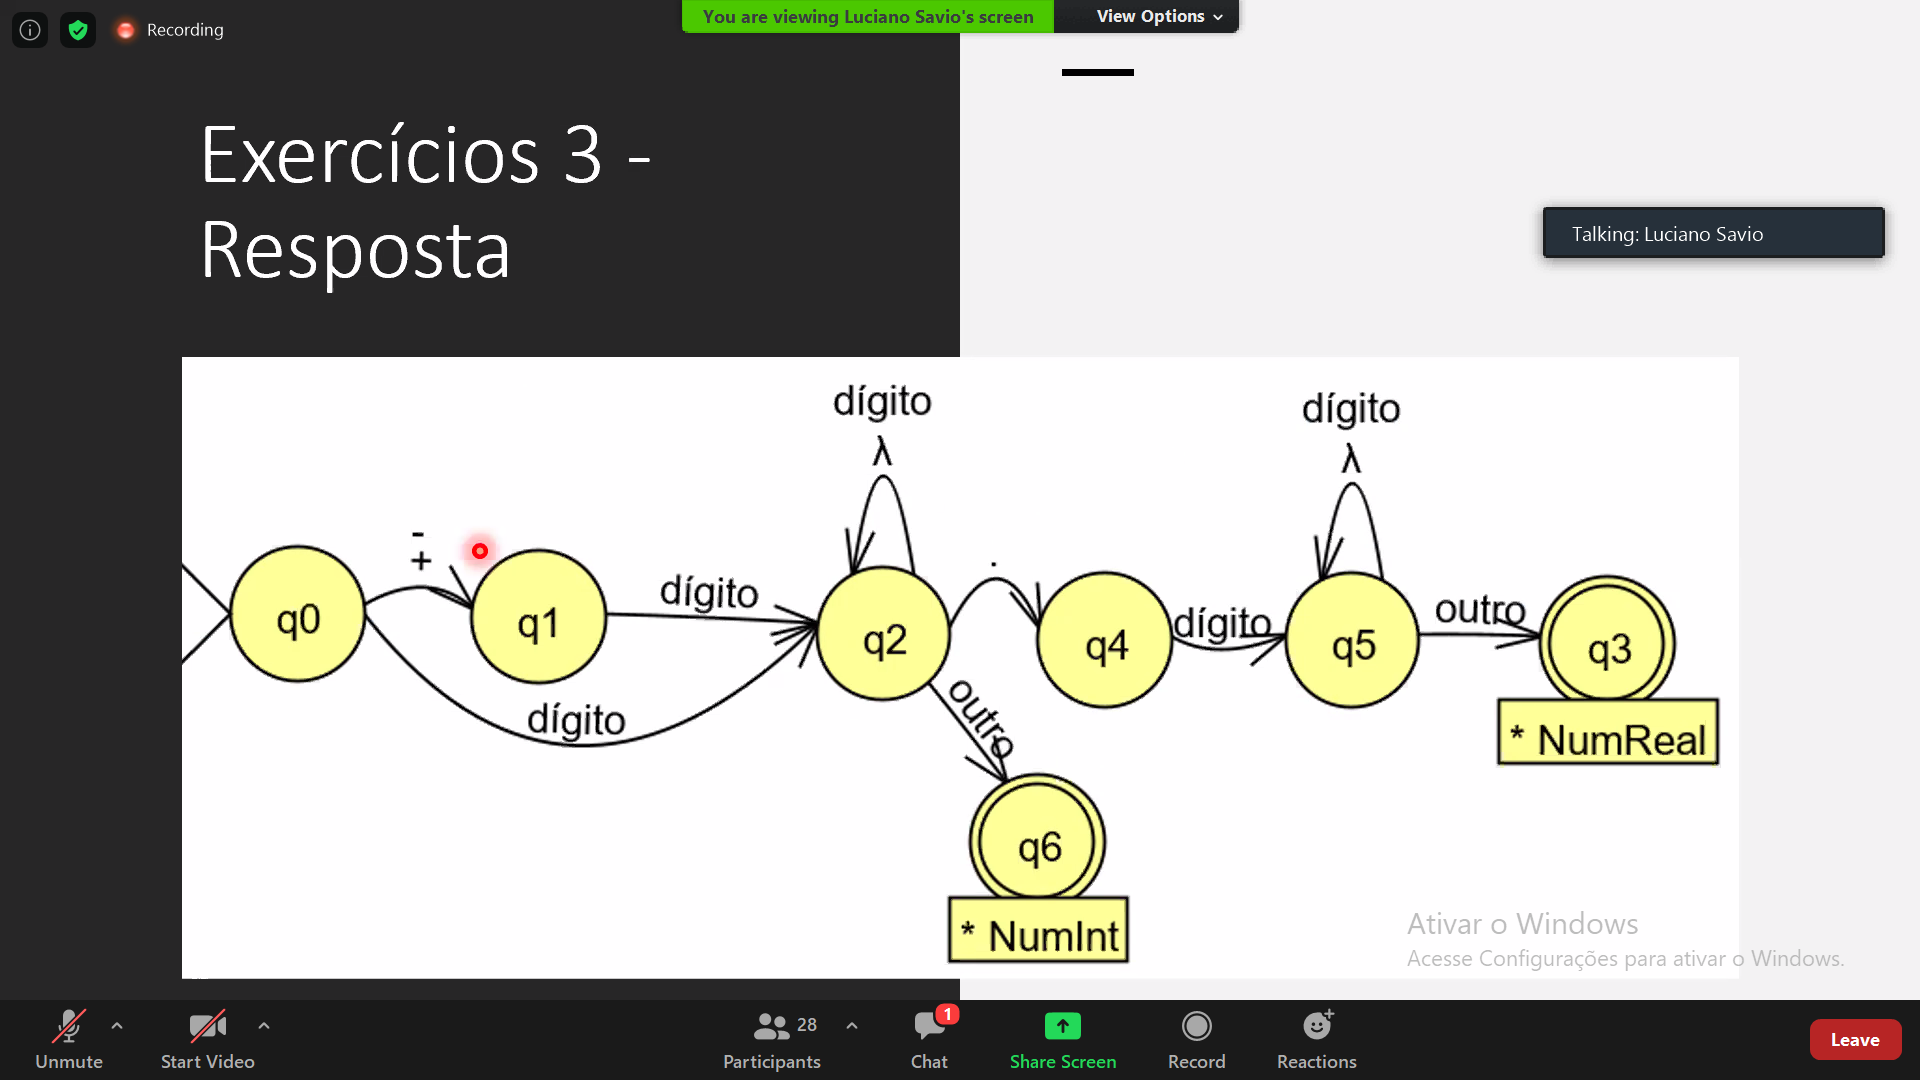 You are viewing Luciano Savio's screen
View Options
Recording
Exercícios 3 -
Resposta
Talking: Luciano Savio
dígito
λ
dígito
λ
-
+
.
q0
q1
dígito
q2
q4
dígito
q5
outro
q3
* NumReal
dígito
outro
q6
* NumInt
Ativar o Windows
Acesse Configurações para ativar o Windows.
Unmute
Start Video
28
Participants
1
Chat
Share Screen
Record
Reactions
Leave